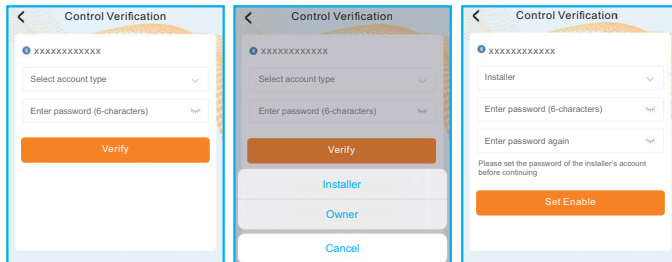 Control Verification
xxxxxxxxxxxx
Select account type
Enter password (6-characters)
Verify
Control Verification
xxxxxxxxxxxx
Select account type
Enter password (6-characters)
Verify
Installer
Owner
Cancel
Control Verification
xxxxxxxxxxxx
Installer
Enter password (6-characters)
Enter password again
Please set the password of the installer's account
before continuing
Set Enable